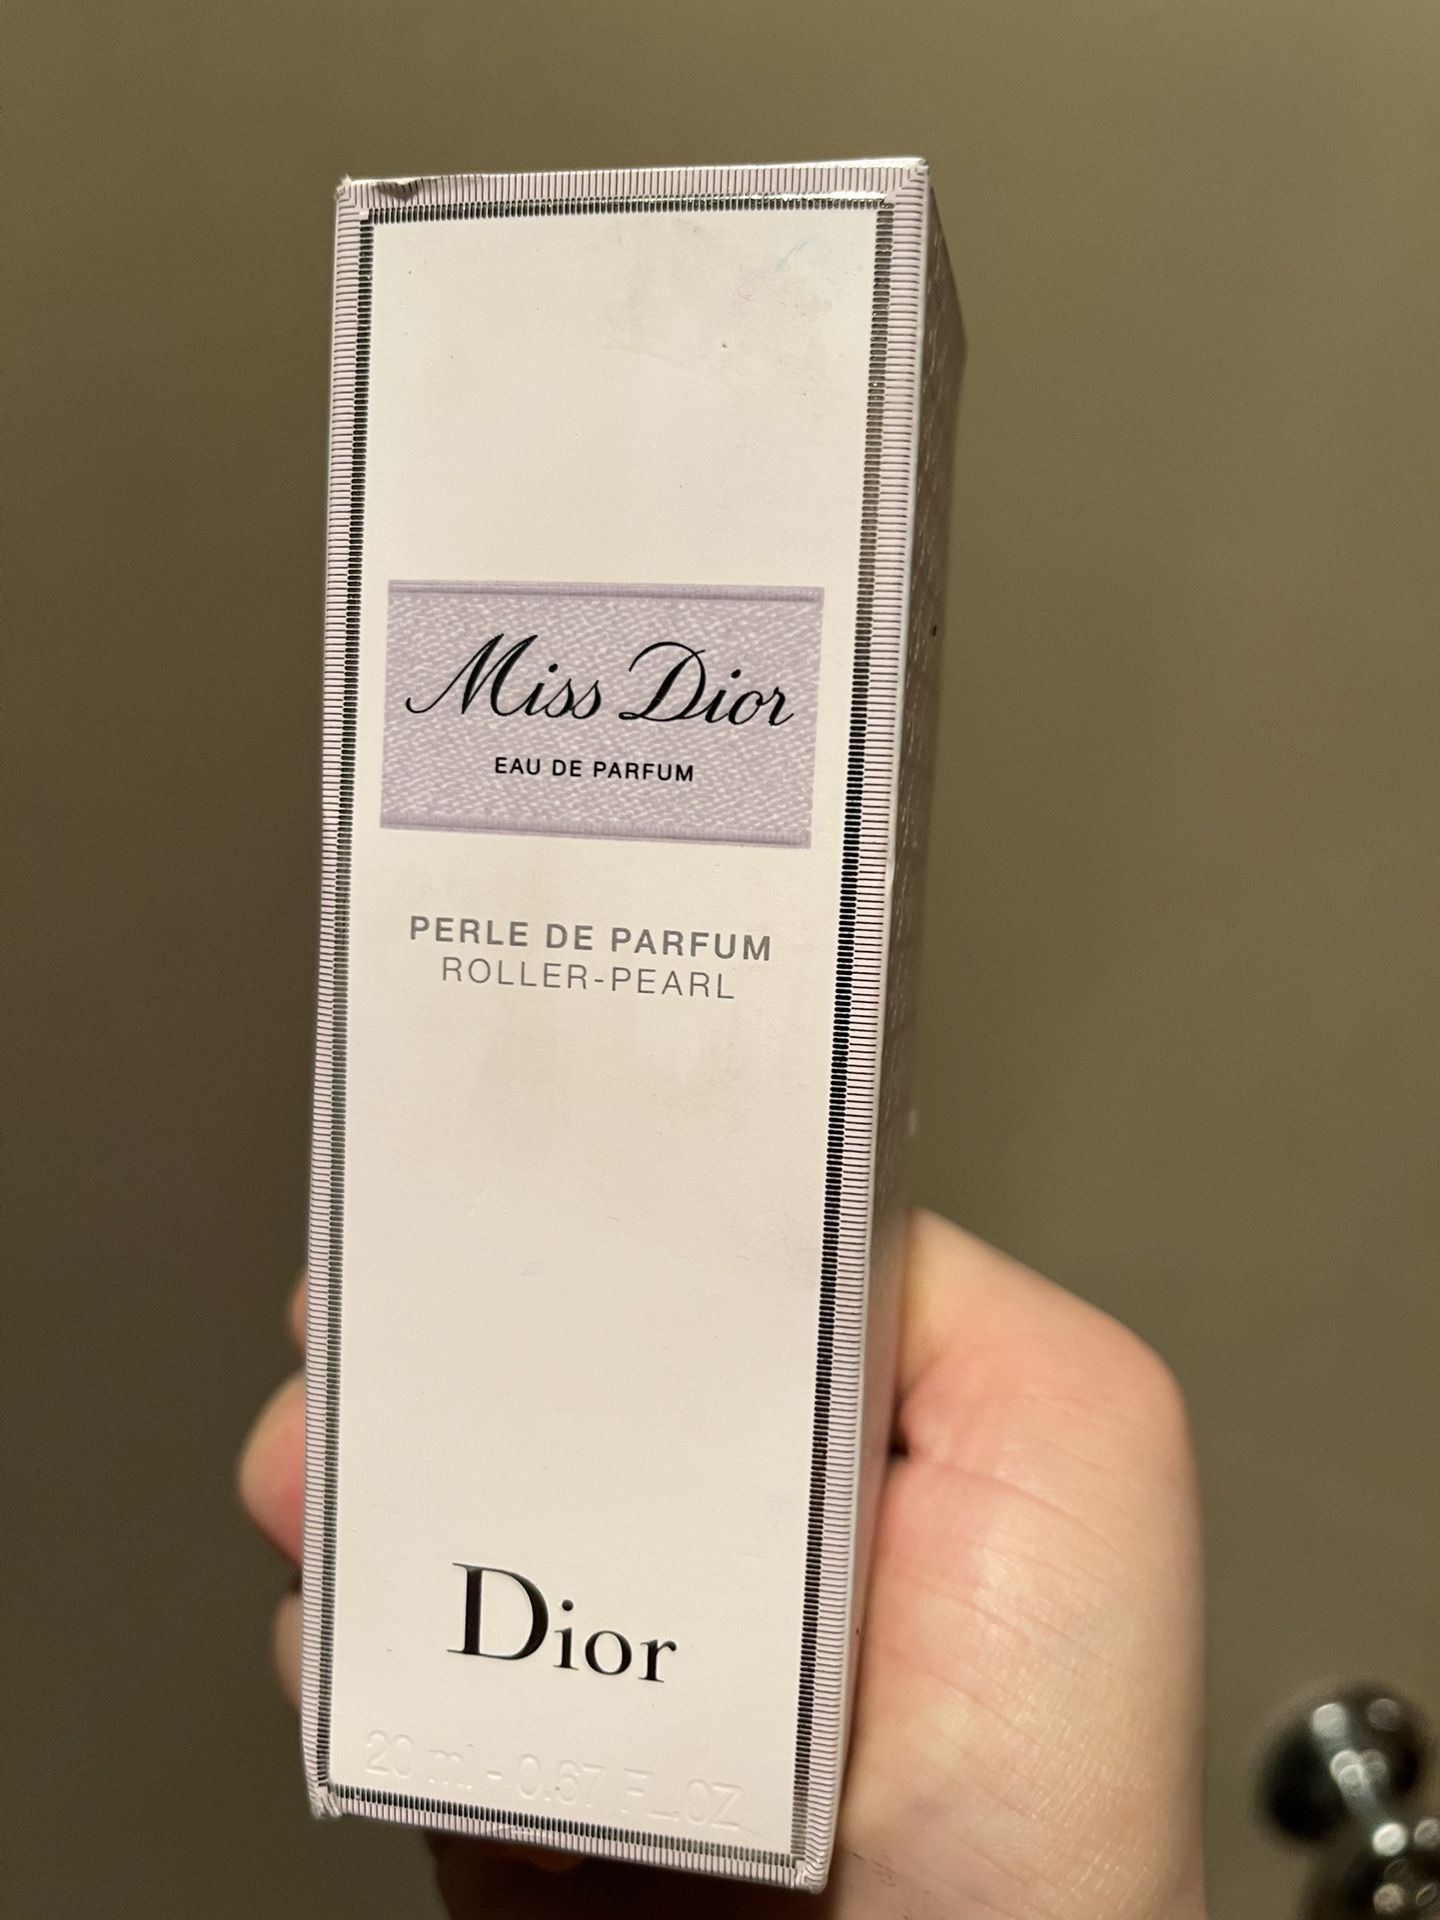 Miss Dior
EAU DE PARFUM
PERLE DE PARFUM
ROLLER-PEARL
Dior
20 ml - 0.67 FL.OZ